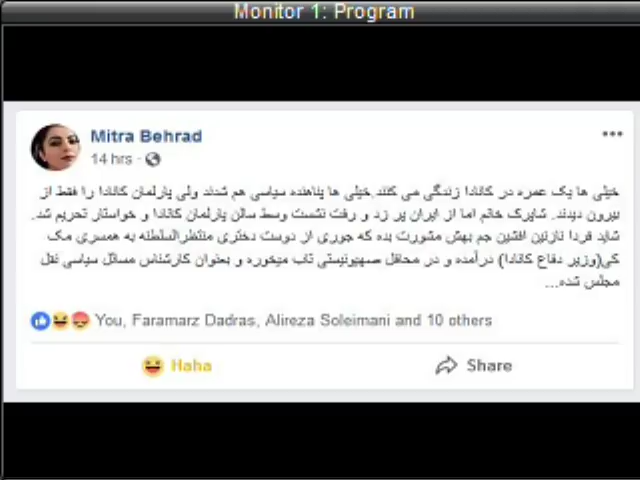 Monitor 1: Program
Mitra Behrad
14 hrs ·
خیلی ها یک عمره در کانادا زندگی می کنند.خیلی ها پناهنده سیاسی هم شدند ولی پارلمان کانادا را فقط از
بیرون دیدند. شاپرک خانم اما از ایران پر زد و رفت نشست وسط سالن پارلمان کانادا و خواستار تحریم شد.
شاید فردا نازنین افشین جم بهش مشورت بده که جوری از دوست دختری منتظرالسلطنه به همسری مک
کی(وزیر دفاع کانادا) درآمده و در محافل صهیونیستی تاب میخوره و بعنوان کارشناس مسائل سیاسی نقل
مجلس شده...
You, Faramarz Dadras, Alireza Soleimani and 10 others
Haha
Share